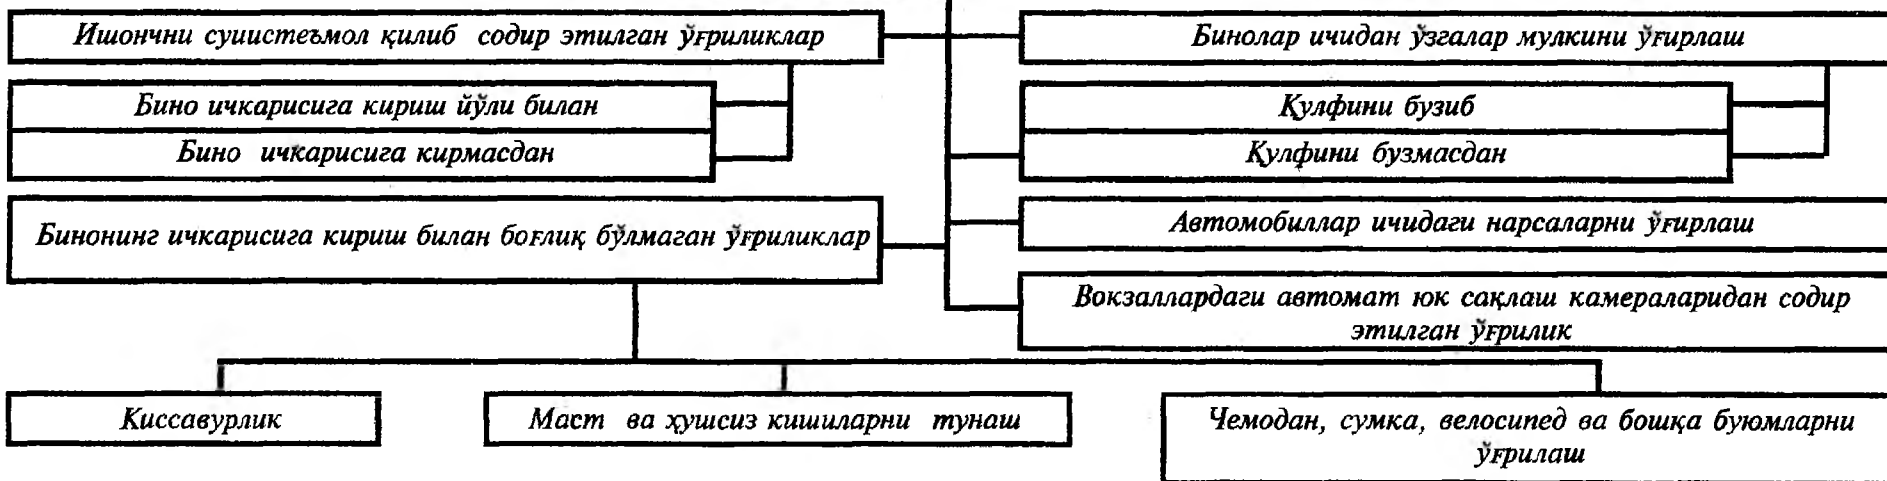 Ишончни суиистеъмол қилиб содир этилган ўғриликлар
Бинолар ичидан ўзгалар мулкини ўғирлаш
Бино ичкарисига кириш йўли билан
Бино ичкарисига кирмасдан
Қулфини бузиб
Қулфини бузмасдан
Бинонинг ичкарисига кириш билан боғлиқ бўлмаган ўғриликлар
Автомобиллар ичидаги нарсаларни ўғирлаш
Вокзаллардаги автомат юк сақлаш камераларидан содир
этилган ўғрилик
Киссавурлик
Маст ва ҳушсиз кишиларни тунаш
Чемодан, сумка, велосипед ва бошқа буюмларни
ўғрилаш